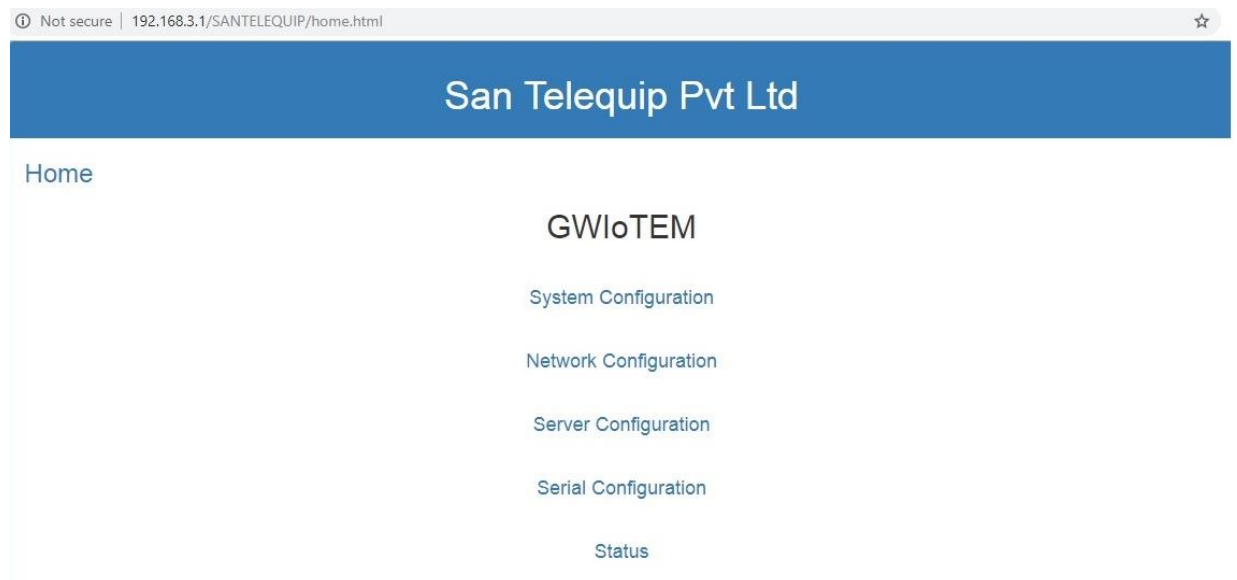 Not secure | 192.168.3.1/SANTELEQUIP/home.html
San Telequip Pvt Ltd
Home
GWIoTEM
System Configuration
Network Configuration
Server Configuration
Serial Configuration
Status